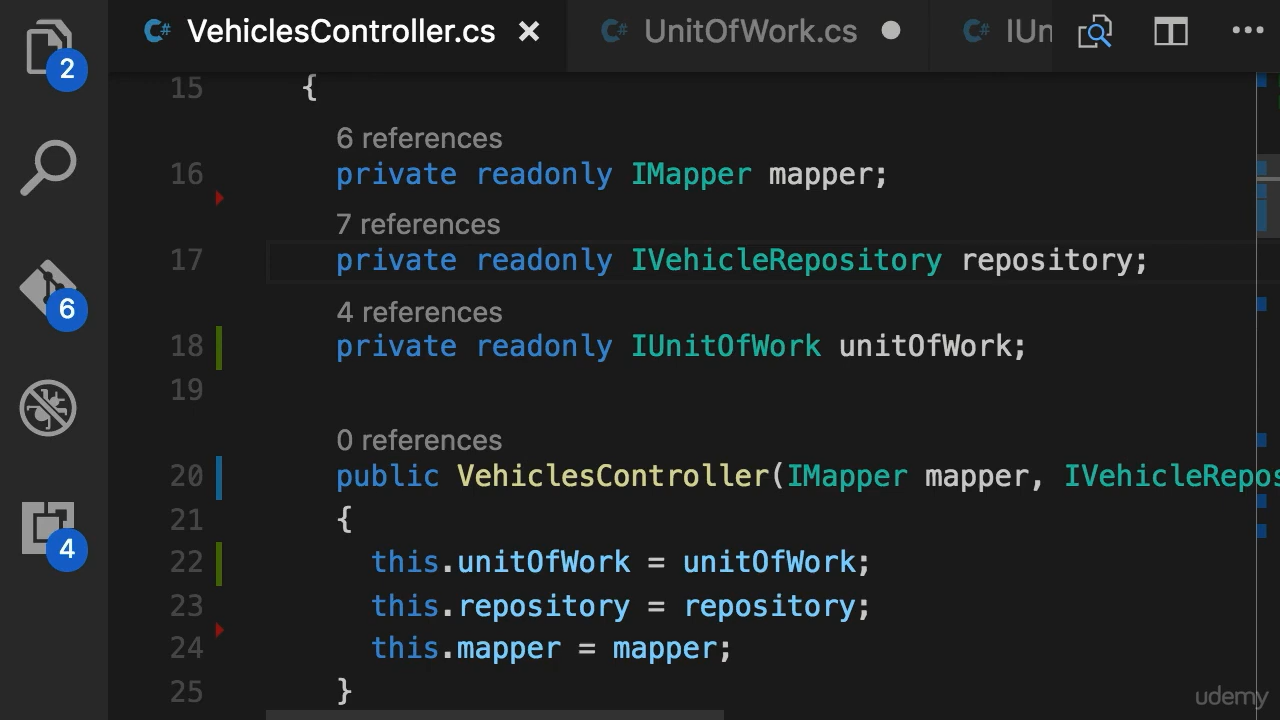 2
6
4
C# VehiclesController.cs × C# UnitOfWork.cs ● C# IUn •••
15 {
6 references
16 private readonly IMapper mapper;
7 references
17 private readonly IVehicleRepository repository;
4 references
18 private readonly IUnitOfWork unitOfWork;
19
0 references
20 public VehiclesController(IMapper mapper, IVehicleRepos
21 {
22 this.unitOfWork = unitOfWork;
23 this.repository = repository;
24 this.mapper = mapper;
25 }
udemy